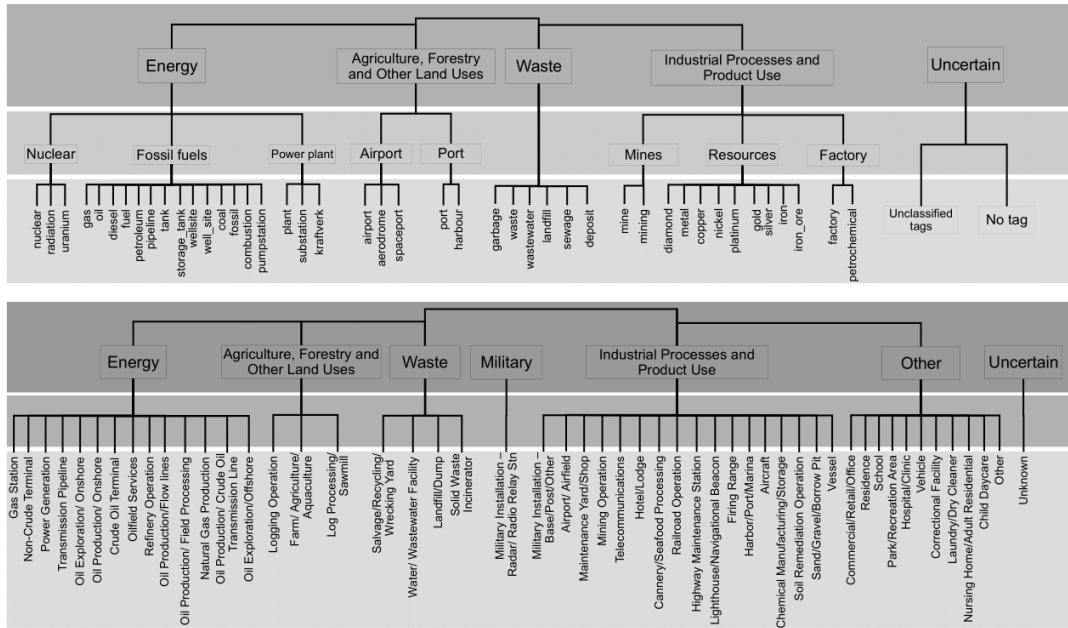 Energy
Agriculture, Forestry
and Other Land Uses
Waste
Industrial Processes and
Product Use
Uncertain
Nuclear
Fossil fuels
Power plant
Airport
Port
Mines
Resources
Factory
nuclear
radiation
uranium
gas
oil
diesel
fuel
petroleum
pipeline
tank
storage_tank
wellsite
well_site
coal
fossil
combustion
pumpstation
plant
substation
kraftverk
airport
aerodrome
spaceport
port
harbour
garbage
waste
wastewater
landfill
sewage
deposit
mine
mining
diamond
metal
copper
nickel
platinum
gold
silver
iron
iron_ore
factory
petrochemical
Unclassified
tags
No tag
Energy
Agriculture, Forestry and
Other Land Uses
Waste
Military
Industrial Processes and
Product Use
Other
Uncertain
Gas Station
Non-Crude Terminal
Power Generation
Transmission Pipeline
Oil Exploration/ Onshore
Oil Production/ Onshore
Crude Oil Terminal
Oilfield Services
Refinery Operation
Oil Production/Flow lines
Oil Production/ Field Processing
Natural Gas Production
Oil Production/ Crude Oil
Transmission Line
Oil Exploration/Offshore
Logging Operation
Farm/ Agriculture/
Aquaculture
Log Processing/
Sawmill
Salvage/Recycling/
Wrecking Yard
Water/ Wastewater Facility
Landfill/Dump
Solid Waste
Incinerator
Military Installation –
Radar/ Radio Relay Stn
Military Installation –
Base/Post/Other
Airport/ Airfield
Maintenance Yard/Shop
Mining Operation
Telecommunications
Hotel/Lodge
Cannery/Seafood Processing
Railroad Operation
Highway Maintenance Station
Lighthouse/Navigational Beacon
Firing Range
Harbor/Port/Marina
Aircraft
Chemical Manufacturing/Storage
Soil Remediation Operation
Sand/Gravel/Borrow Pit
Vessel
Commercial/Retail/Office
Residence
School
Park/Recreation Area
Hospital/Clinic
Vehicle
Correctional Facility
Laundry/Dry Cleaner
Nursing Home/Adult Residential
Child Daycare
Other
Unknown